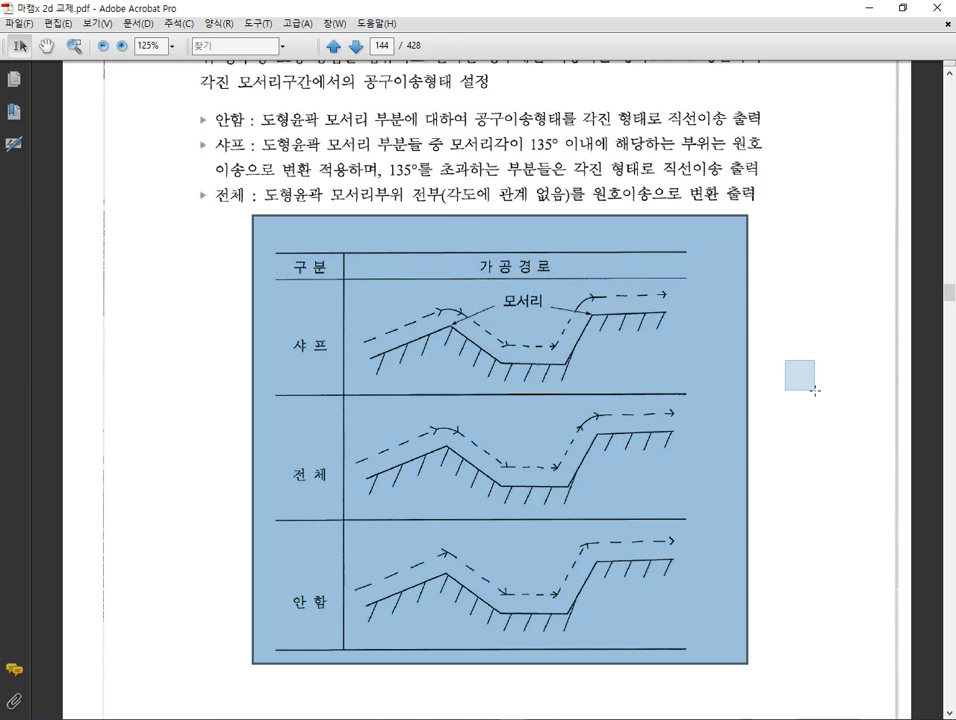 마캠x 2d 교제.pdf - Adobe Acrobat Pro
파일(F) 편집(E) 보기(V) 문서(D) 주석(C) 양식(R) 도구(T) 고급(A) 창(W) 도움말(H)
125% 찾기 144 / 428
각진 모서리구간에서의 공구이송형태 설정
▶ 안함 : 도형윤곽 모서리 부분에 대하여 공구이송형태를 각진 형태로 직선이송 출력
▶ 샤프 : 도형윤곽 모서리 부분들 중 모서리각이 135° 이내에 해당하는 부위는 원호
이송으로 변환 적용하며, 135°를 초과하는 부분들은 각진 형태로 직선이송 출력
▶ 전체 : 도형윤곽 모서리부위 전부(각도에 관계 없음)를 원호이송으로 변환 출력
구 분 가 공 경 로
모서리
샤 프
전 체
안 함